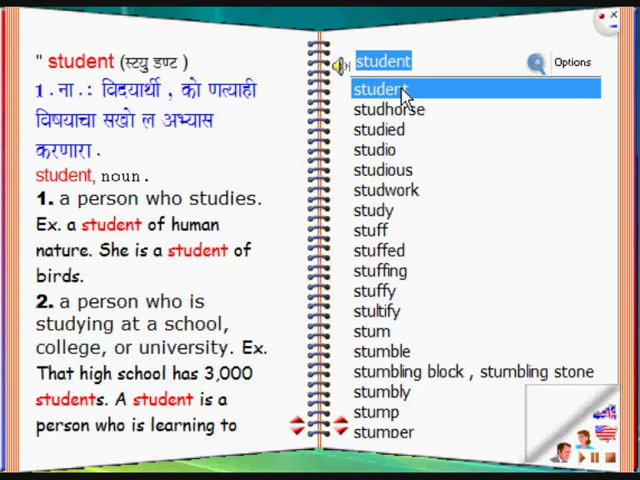 " student (स्टयु डण्ट )
1 . ना . : विद्यार्थी , को णत्याही
विषयाचा सखो ल अभ्यास
करणारा .
student, noun .
1. a person who studies.
Ex. a student of human
nature. She is a student of
birds.
2. a person who is
studying at a school,
college, or university. Ex.
That high school has 3,000
students. A student is a
person who is learning to
student
Options
student
studhorse
studied
studio
studious
studwork
study
stuff
stuffed
stuffing
stuffy
stultify
stum
stumble
stumbling block , stumbling stone
stumbly
stump
stumper